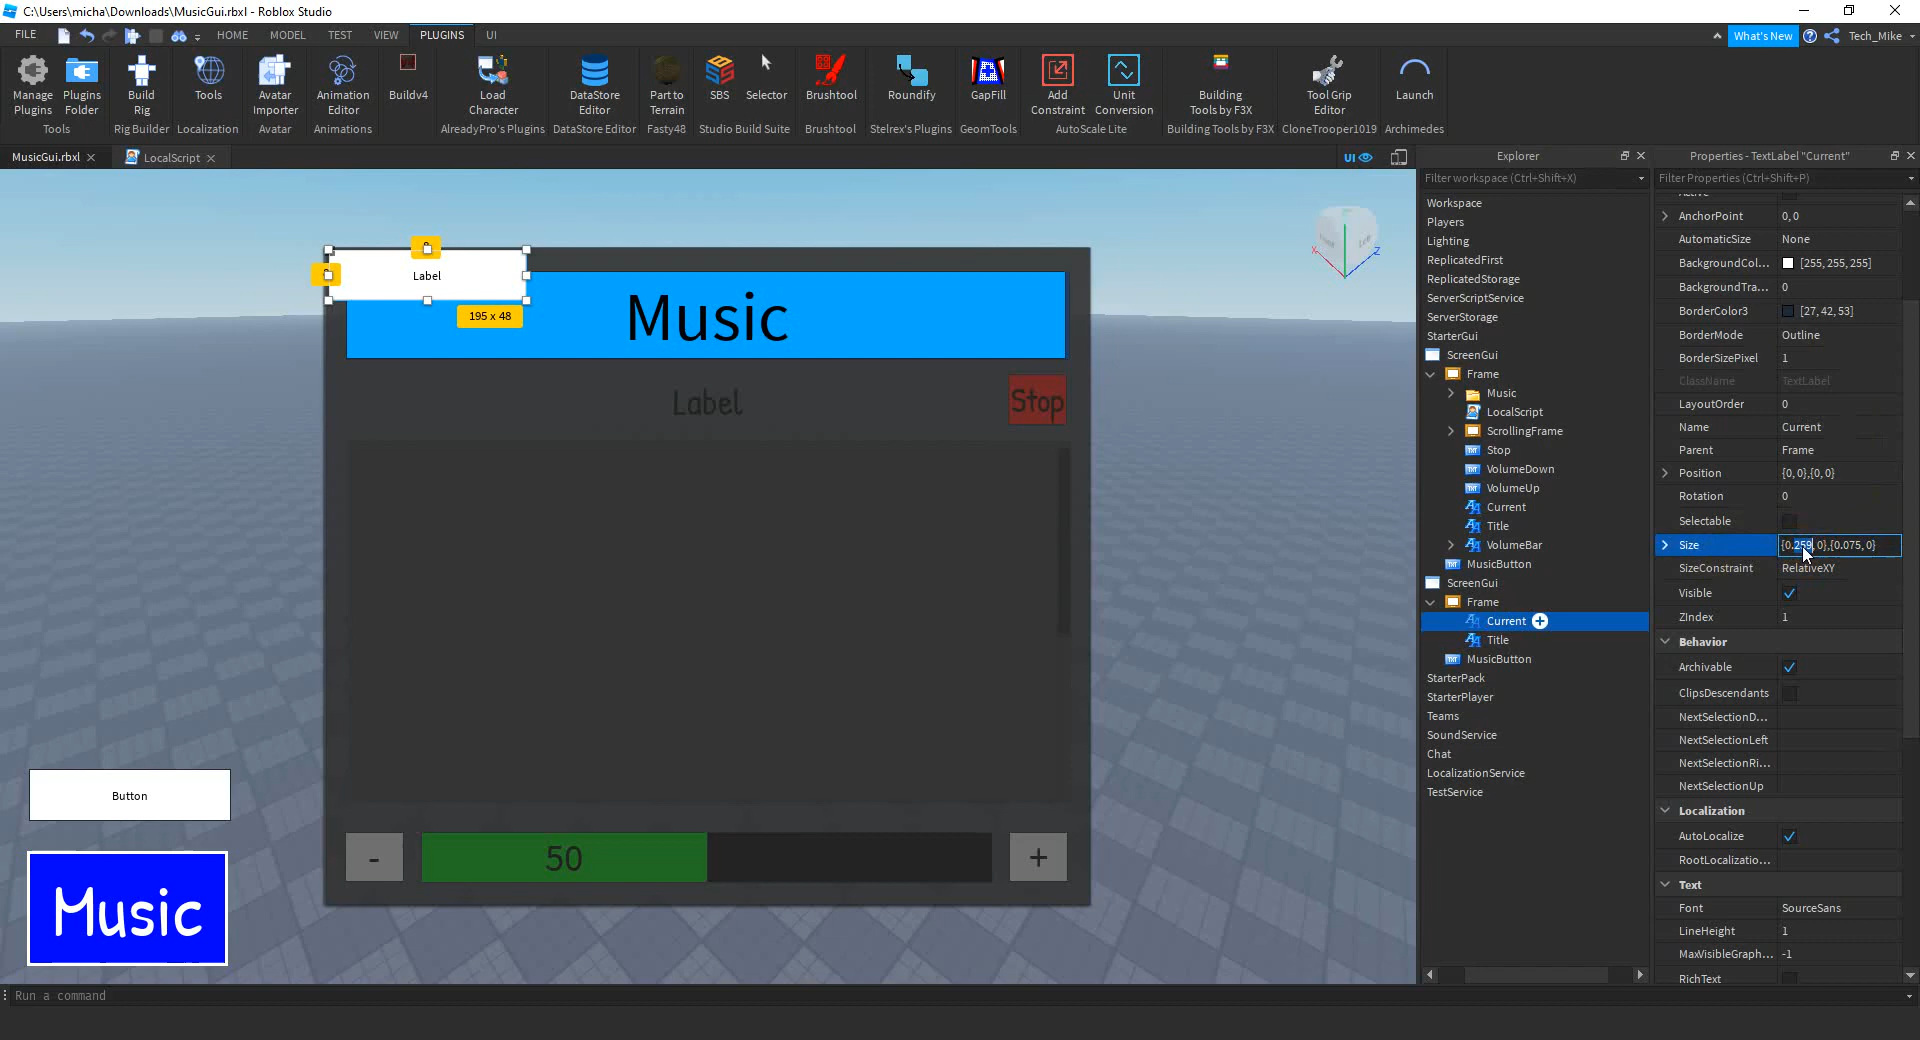 C:\Users\micha\Downloads\MusicGui.rbxl - Roblox Studio
FILE HOME MODEL TEST VIEW PLUGINS UI What's New Tech_Mike
Manage Plugins
Plugins Folder
Tools
Build Rig
Rig Builder
Tools
Localization
Avatar Importer
Avatar
Animation Editor
Animations
Buildv4
Load Character
AlreadyPro's Plugins
DataStore Editor
DataStore Editor
Part to Terrain
Fasty48
SBS
Selector
Studio Build Suite
Brushtool
Brushtool
Roundify
Stelrex's Plugins
GapFill
GeomTools
Add Constraint
Unit Conversion
AutoScale Lite
Building Tools by F3X
Building Tools by F3X
Tool Grip Editor
CloneTrooper1019
Launch
Archimedes
MusicGui.rbxl
LocalScript
UI
Label
195 x 48
Music
Label
Stop
-
50
+
Button
Music
Explorer
Filter workspace (Ctrl+Shift+X)
Workspace
Players
Lighting
ReplicatedFirst
ReplicatedStorage
ServerScriptService
ServerStorage
StarterGui
ScreenGui
Frame
Music
LocalScript
ScrollingFrame
Stop
VolumeDown
VolumeUp
Current
Title
VolumeBar
MusicButton
ScreenGui
Frame
Current
Title
MusicButton
StarterPack
StarterPlayer
Teams
SoundService
Chat
LocalizationService
TestService
Properties - TextLabel "Current"
Filter Properties (Ctrl+Shift+P)
AnchorPoint 0, 0
AutomaticSize None
BackgroundCol... [255, 255, 255]
BackgroundTra... 0
BorderColor3 [27, 42, 53]
BorderMode Outline
BorderSizePixel 1
ClassName TextLabel
LayoutOrder 0
Name Current
Parent Frame
Position {0, 0},{0, 0}
Rotation 0
Selectable
Size {0.259, 0},{0.075, 0}
SizeConstraint RelativeXY
Visible
ZIndex 1
Behavior
Archivable
ClipsDescendants
NextSelectionD...
NextSelectionLeft
NextSelectionRi...
NextSelectionUp
Localization
AutoLocalize
RootLocalizatio...
Text
Font SourceSans
LineHeight 1
MaxVisibleGraph... -1
RichText
Run a command